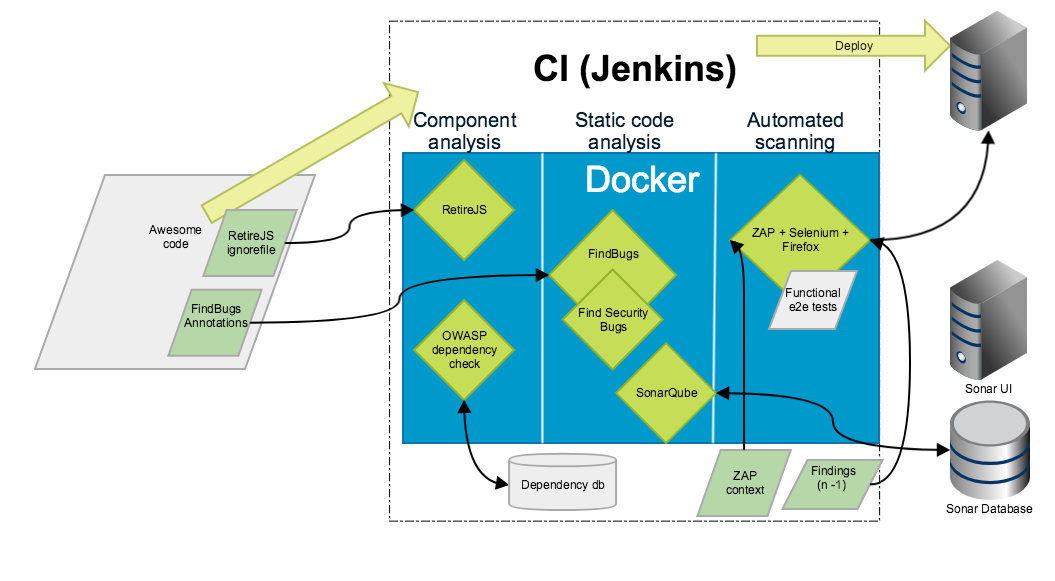 Deploy
CI (Jenkins)
Component
analysis
Static code
analysis
Automated
scanning
Docker
Awesome
code
RetireJS
ignorefile
FindBugs
Annotations
RetireJS
OWASP
dependency
check
FindBugs
Find Security
Bugs
SonarQube
ZAP + Selenium +
Firefox
Functional
e2e tests
Dependency db
ZAP
context
Findings
(n -1)
Sonar UI
Sonar Database